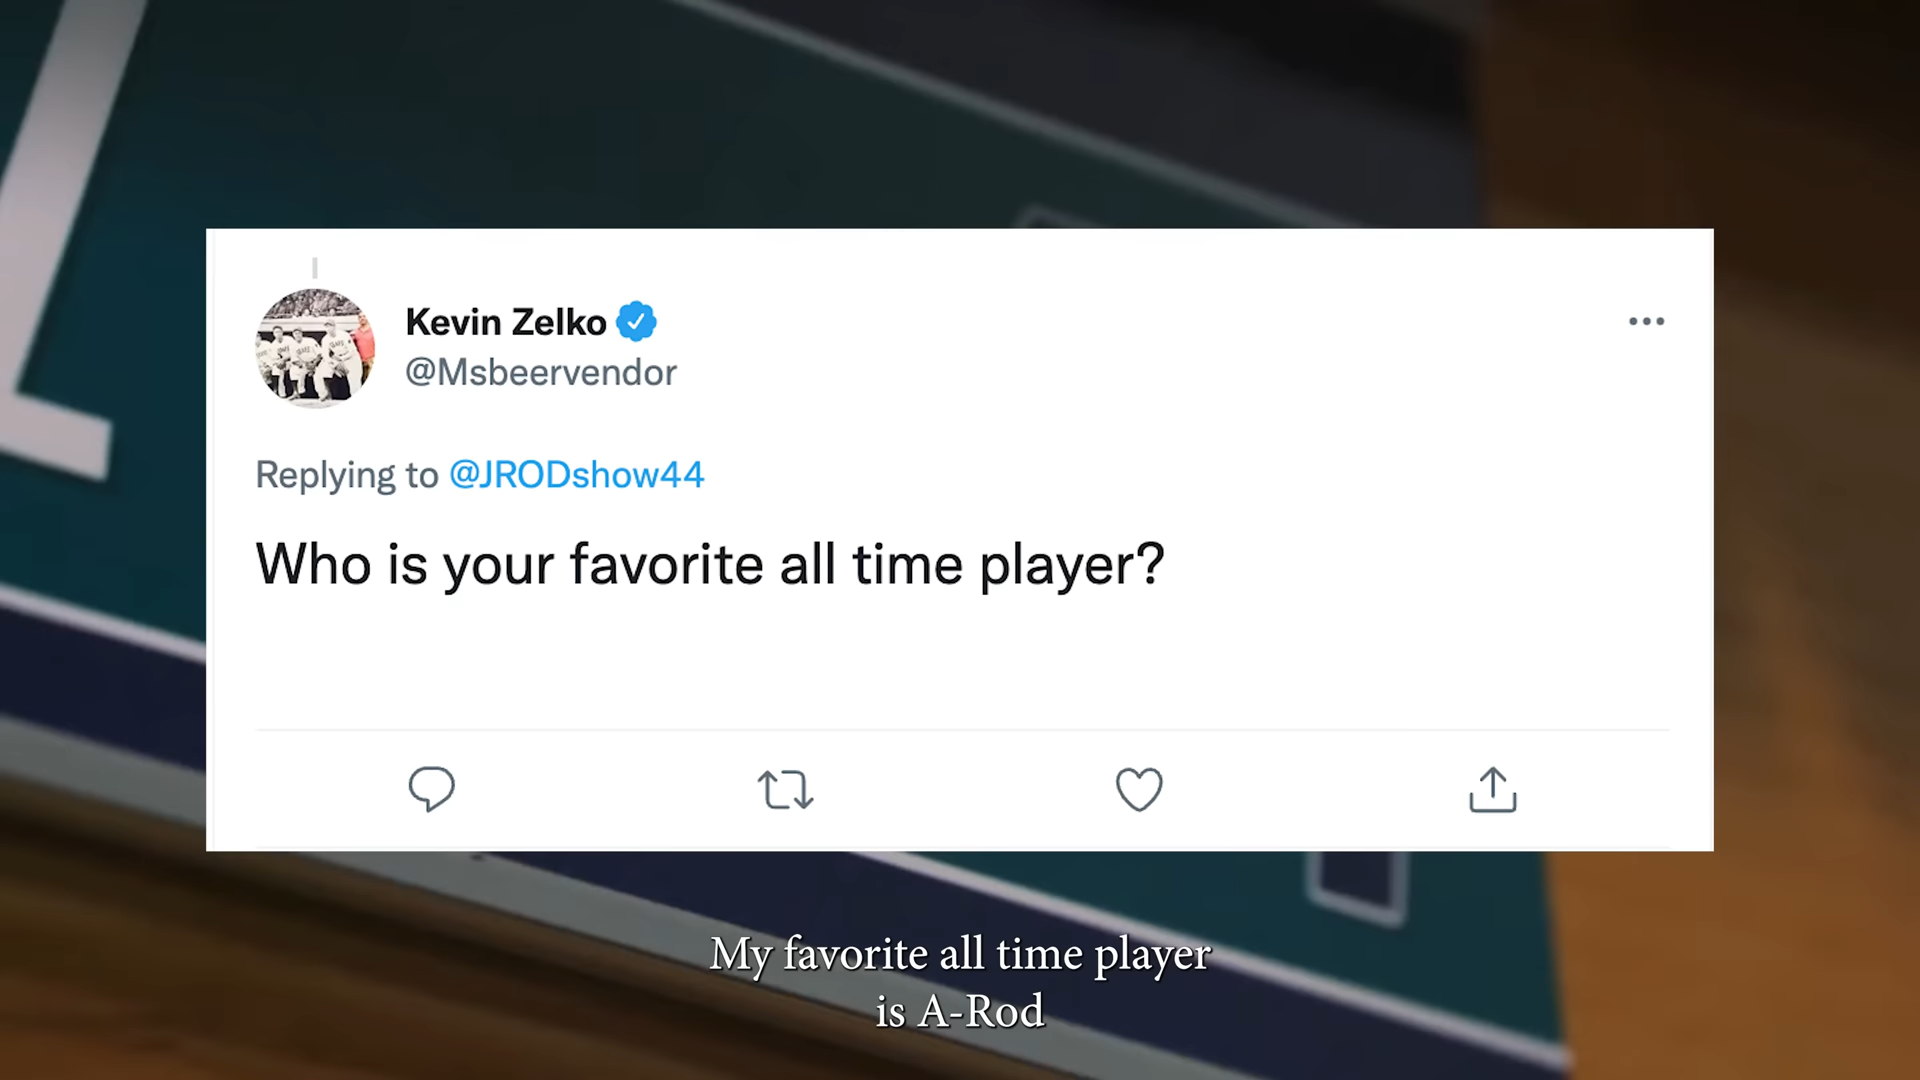 Kevin Zelko
@Msbeervendor
Replying to @JRODshow44
Who is your favorite all time player?
My favorite all time player
is A-Rod